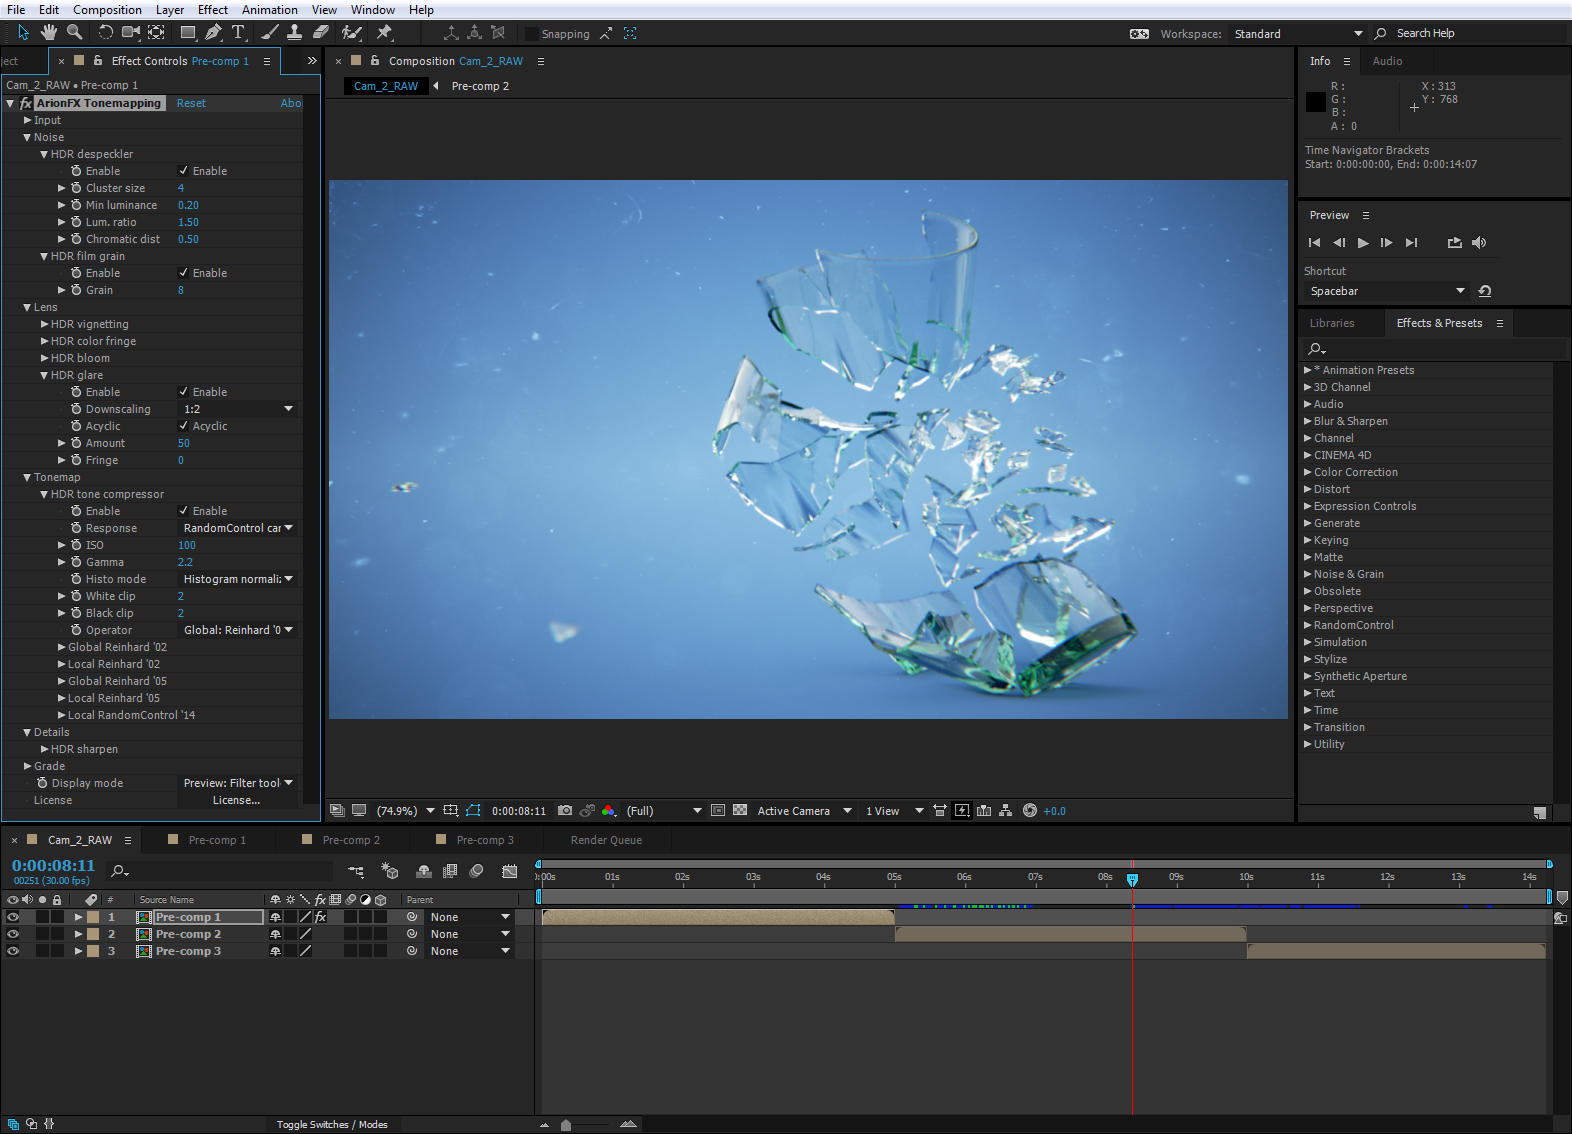 File Edit Composition Layer Effect Animation View Window Help
Snapping
Workspace: Standard
Search Help
ject
× Effect Controls Pre-comp 1
Cam_2_RAW • Pre-comp 1
fx ArionFX Tonemapping Reset Abo
Input
Noise
HDR despeckler
Enable ✓ Enable
Cluster size 4
Min luminance 0.20
Lum. ratio 1.50
Chromatic dist 0.50
HDR film grain
Enable ✓ Enable
Grain 8
Lens
HDR vignetting
HDR color fringe
HDR bloom
HDR glare
Enable ✓ Enable
Downscaling 1:2
Acyclic ✓ Acyclic
Amount 50
Fringe 0
Tonemap
HDR tone compressor
Enable ✓ Enable
Response RandomControl car
ISO 100
Gamma 2.2
Histo mode Histogram normali:
White clip 2
Black clip 2
Operator Global: Reinhard '0
Global Reinhard '02
Local Reinhard '02
Global Reinhard '05
Local Reinhard '05
Local RandomControl '14
Details
HDR sharpen
Grade
Display mode Preview: Filter tool
License License...
× Composition Cam_2_RAW
Cam_2_RAW Pre-comp 2
(74.9%) 0:00:08:11 (Full) Active Camera 1 View +0.0
Info Audio
R : X : 313
G : Y : 768
B :
A : 0
Time Navigator Brackets
Start: 0:00:00:00, End: 0:00:14:07
Preview
Shortcut
Spacebar
Libraries Effects & Presets
* Animation Presets
3D Channel
Audio
Blur & Sharpen
Channel
CINEMA 4D
Color Correction
Distort
Expression Controls
Generate
Keying
Matte
Noise & Grain
Obsolete
Perspective
RandomControl
Simulation
Stylize
Synthetic Aperture
Text
Time
Transition
Utility
× Cam_2_RAW Pre-comp 1 Pre-comp 2 Pre-comp 3 Render Queue
0:00:08:11
00251 (30.00 fps)
):00s 01s 02s 03s 04s 05s 06s 07s 08s 09s 10s 11s 12s 13s 14s
# Source Name fx Parent
1 Pre-comp 1 fx None
2 Pre-comp 2 None
3 Pre-comp 3 None
Toggle Switches / Modes